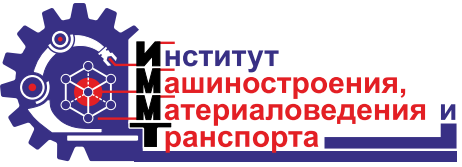 Институт
Машиностроения,
Материаловедения и
Транспорта